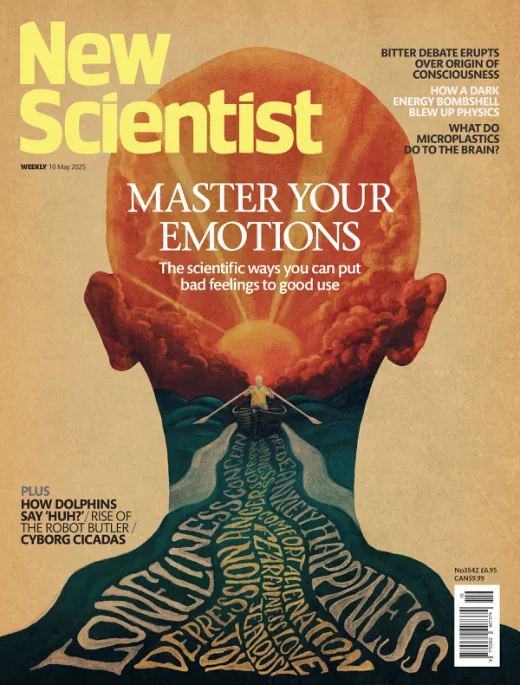 New
Scientist
WEEKLY 10 May 2025
BITTER DEBATE ERUPTS
OVER ORIGIN OF
CONSCIOUSNESS
HOW A DARK
ENERGY BOMBSHELL
BLEW UP PHYSICS
WHAT DO
MICROPLASTICS
DO TO THE BRAIN?
MASTER YOUR
EMOTIONS
The scientific ways you can put
bad feelings to good use
PLUS
HOW DOLPHINS
SAY ‘HUH?’/ RISE OF
THE ROBOT BUTLER /
CYBORG CICADAS
LONELINESS
CONCERN
DEPRESSION
ANGER
PRIDE
ANXIETY
HAPPINESS
ALIENATION
LOVE
JEALOUSY
JOY
No3542 £6.95
CAN$9.99